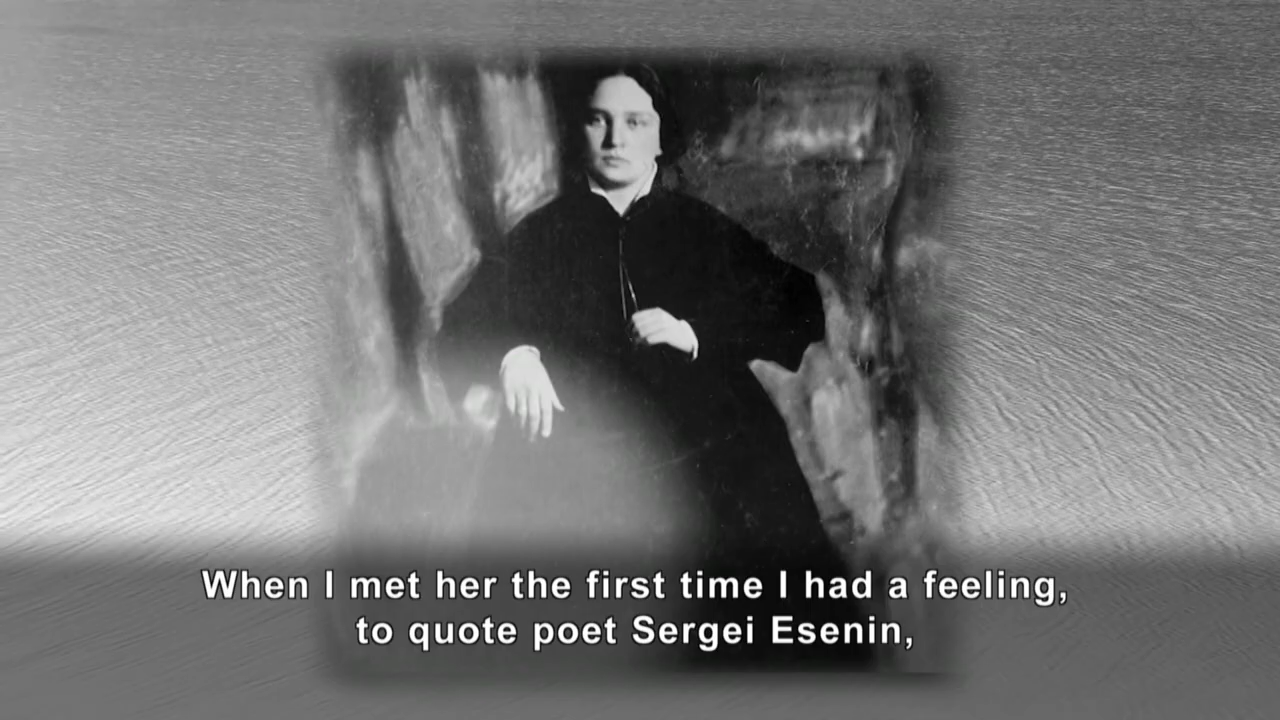 When I met her the first time I had a feeling,
to quote poet Sergei Esenin,